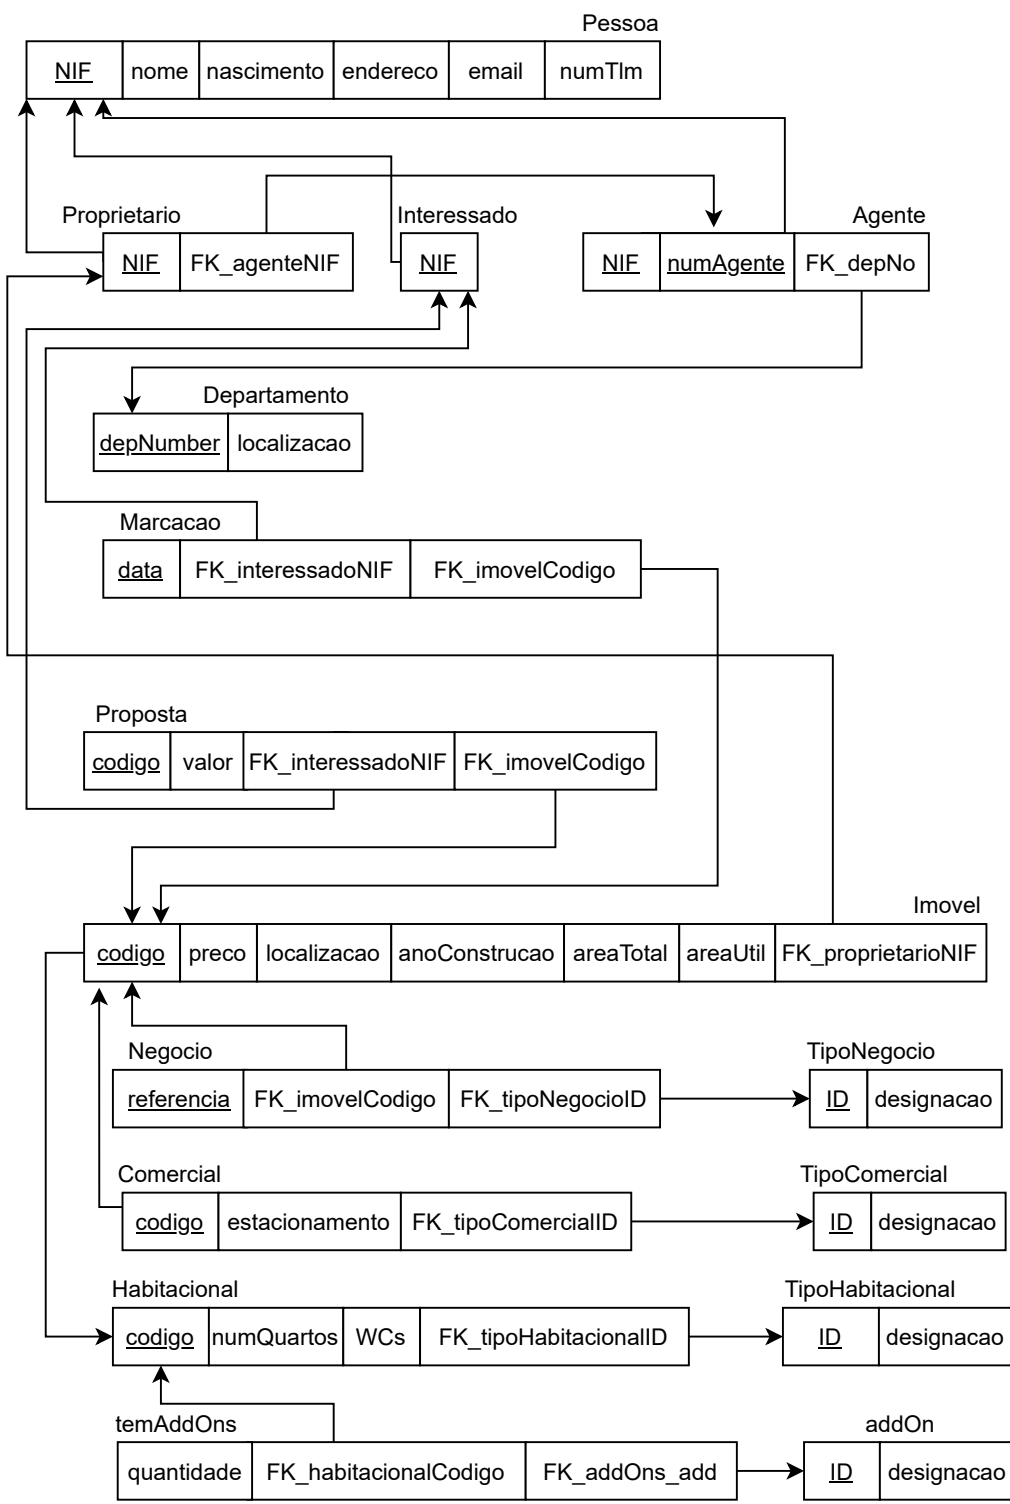 Pessoa
NIF nome nascimento endereco email numTlm
Proprietario Interessado Agente
NIF FK_agenteNIF NIF NIF numAgente FK_depNo
Departamento
depNumber localizacao
Marcacao
data FK_interessadoNIF FK_imovelCodigo
Proposta
codigo valor FK_interessadoNIF FK_imovelCodigo
Imovel
codigo preco localizacao anoConstrucao areaTotal areaUtil FK_proprietarioNIF
Negocio TipoNegocio
referencia FK_imovelCodigo FK_tipoNegocioID ID designacao
Comercial TipoComercial
codigo estacionamento FK_tipoComercialID ID designacao
Habitacional TipoHabitacional
codigo numQuartos WCs FK_tipoHabitacionalID ID designacao
temAddOns addOn
quantidade FK_habitacionalCodigo FK_addOns_add ID designacao